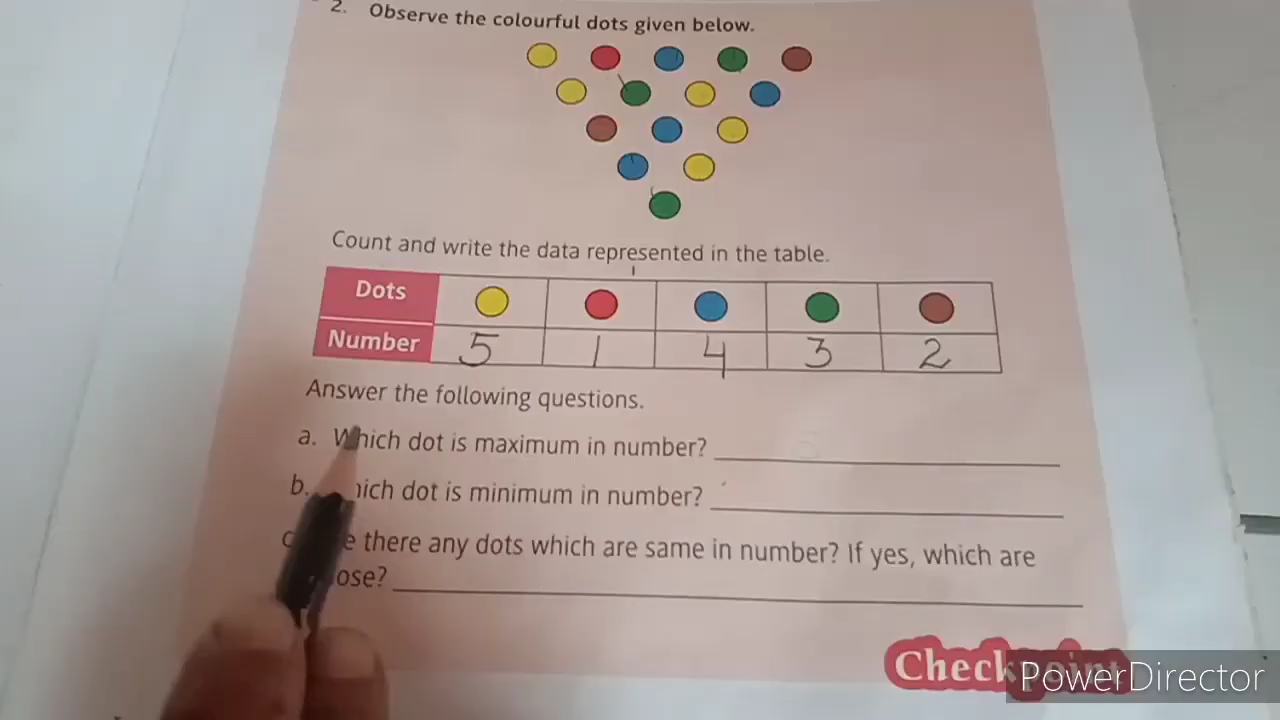 2. Observe the colourful dots given below.
Count and write the data represented in the table.
Dots
Number 5 1 4 3 2
Answer the following questions.
a. Which dot is maximum in number?
b. hich dot is minimum in number?
e there any dots which are same in number? If yes, which are
ose?
Checkpoint
PowerDirector